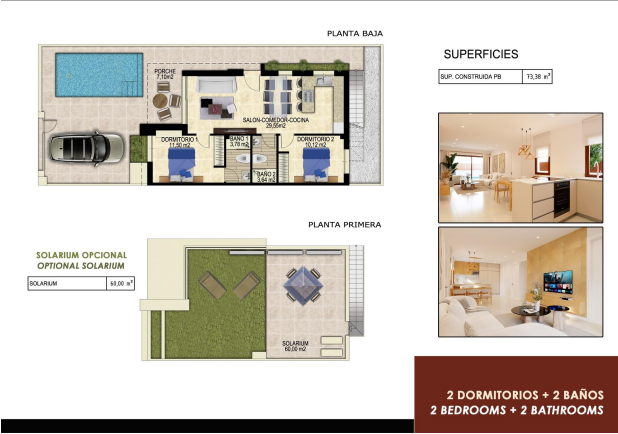 PLANTA BAJA
PORCHE
7,10m2
SALON-COMEDOR-COCINA
29,55m2
DORMITORIO 1
11,50 m2
BAÑO 1
3,78 m2
DORMITORIO 2
10,12 m2
BAÑO 2
3,64 m2
SUPERFICIES
SUP. CONSTRUIDA PB 73,38 m²
PLANTA PRIMERA
SOLARIUM OPCIONAL
OPTIONAL SOLARIUM
SOLARIUM 60,00 m²
SOLARIUM
60,00 m2
2 DORMITORIOS + 2 BAÑOS
2 BEDROOMS + 2 BATHROOMS